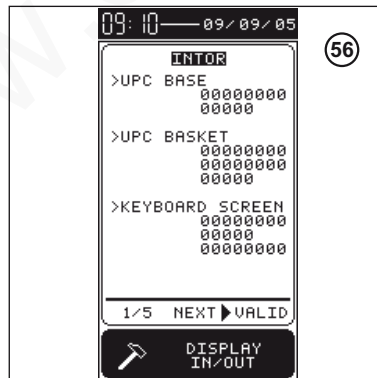 09:10 09/09/05
56
INTOR
>UPC BASE
00000000
00000
>UPC BASKET
00000000
00000000
00000
>KEYBOARD SCREEN
00000000
00000
00000000
1/5 NEXT▶VALID
DISPLAY
IN/OUT